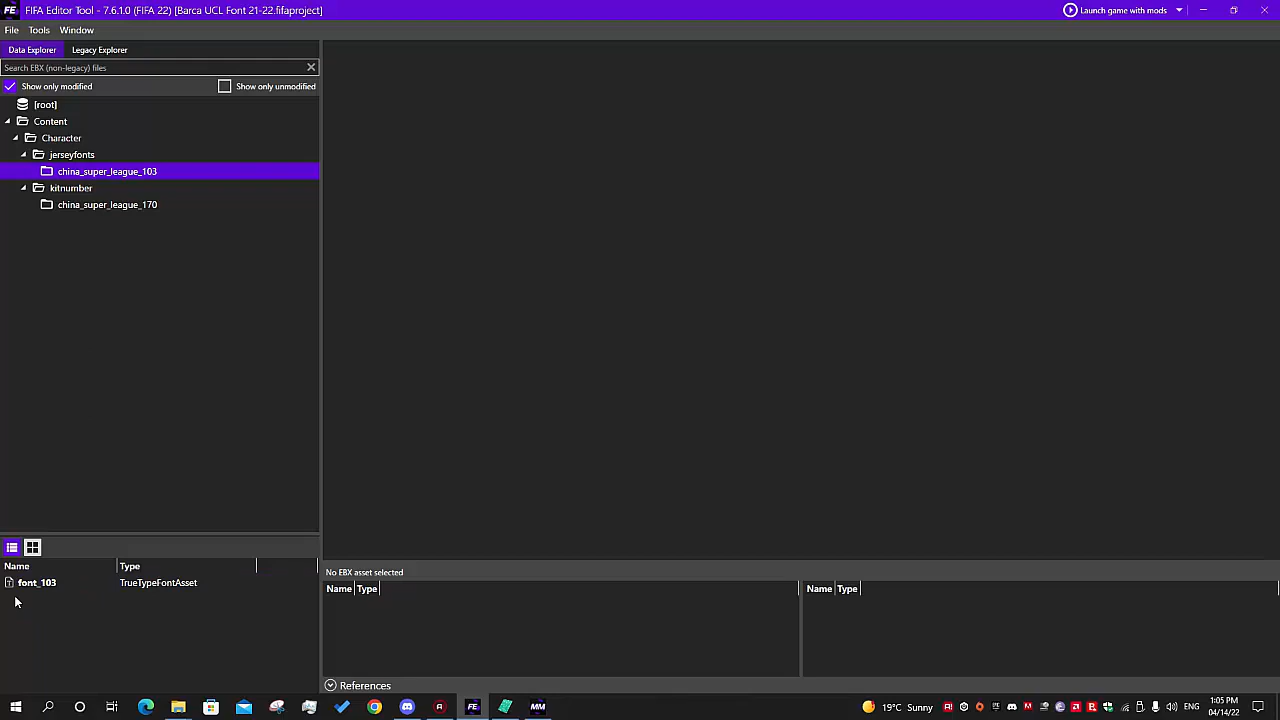 FE FIFA Editor Tool - 7.6.1.0 (FIFA 22) [Barca UCL Font 21-22.fifaproject] Launch game with mods
File Tools Window
Data Explorer Legacy Explorer
Search EBX (non-legacy) files
Show only modified Show only unmodified
[root]
Content
Character
jerseyfonts
china_super_league_103
kitnumber
china_super_league_170
Name Type
font_103 TrueTypeFontAsset
No EBX asset selected
Name Type Name Type
References
FE MM 19°C Sunny ENG 1:05 PM
04/14/22